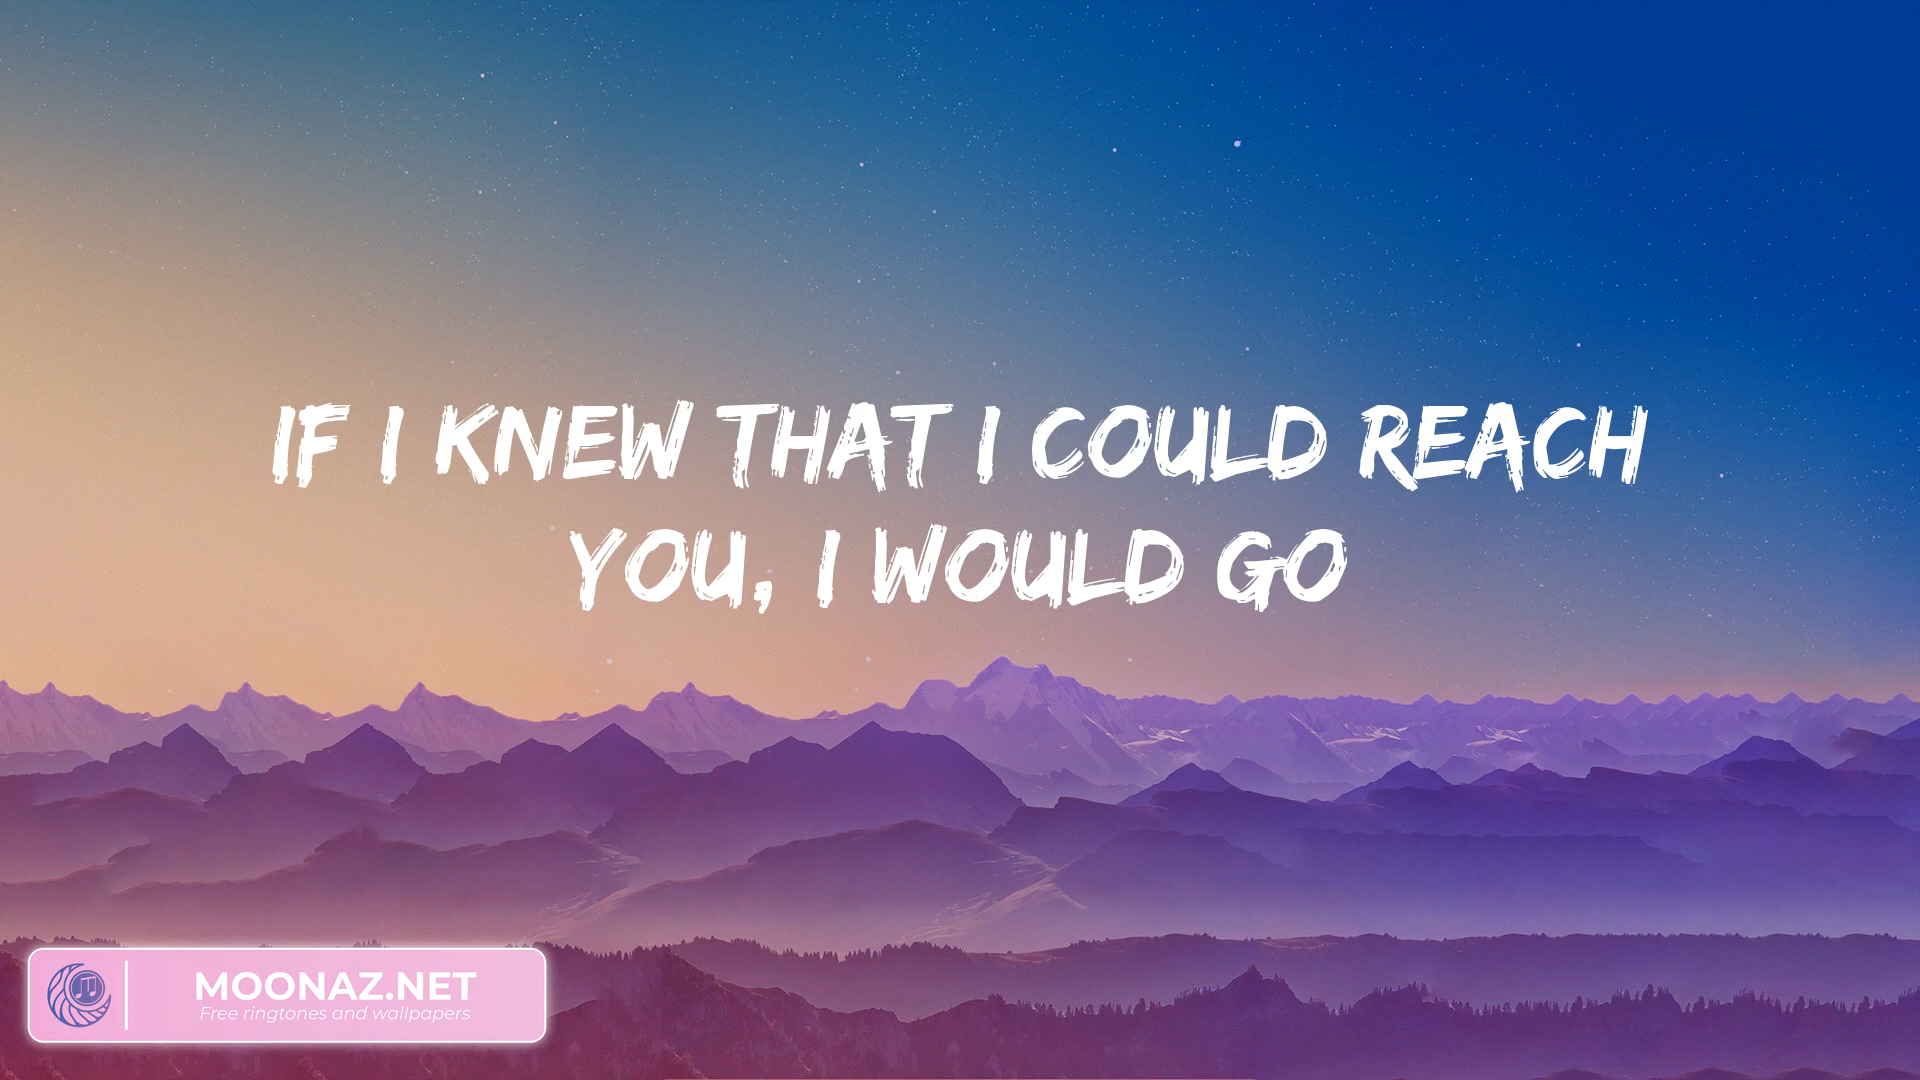 IF I KNEW THAT I COULD REACH
YOU, I WOULD GO
MOONAZ.NET
Free ringtones and wallpapers